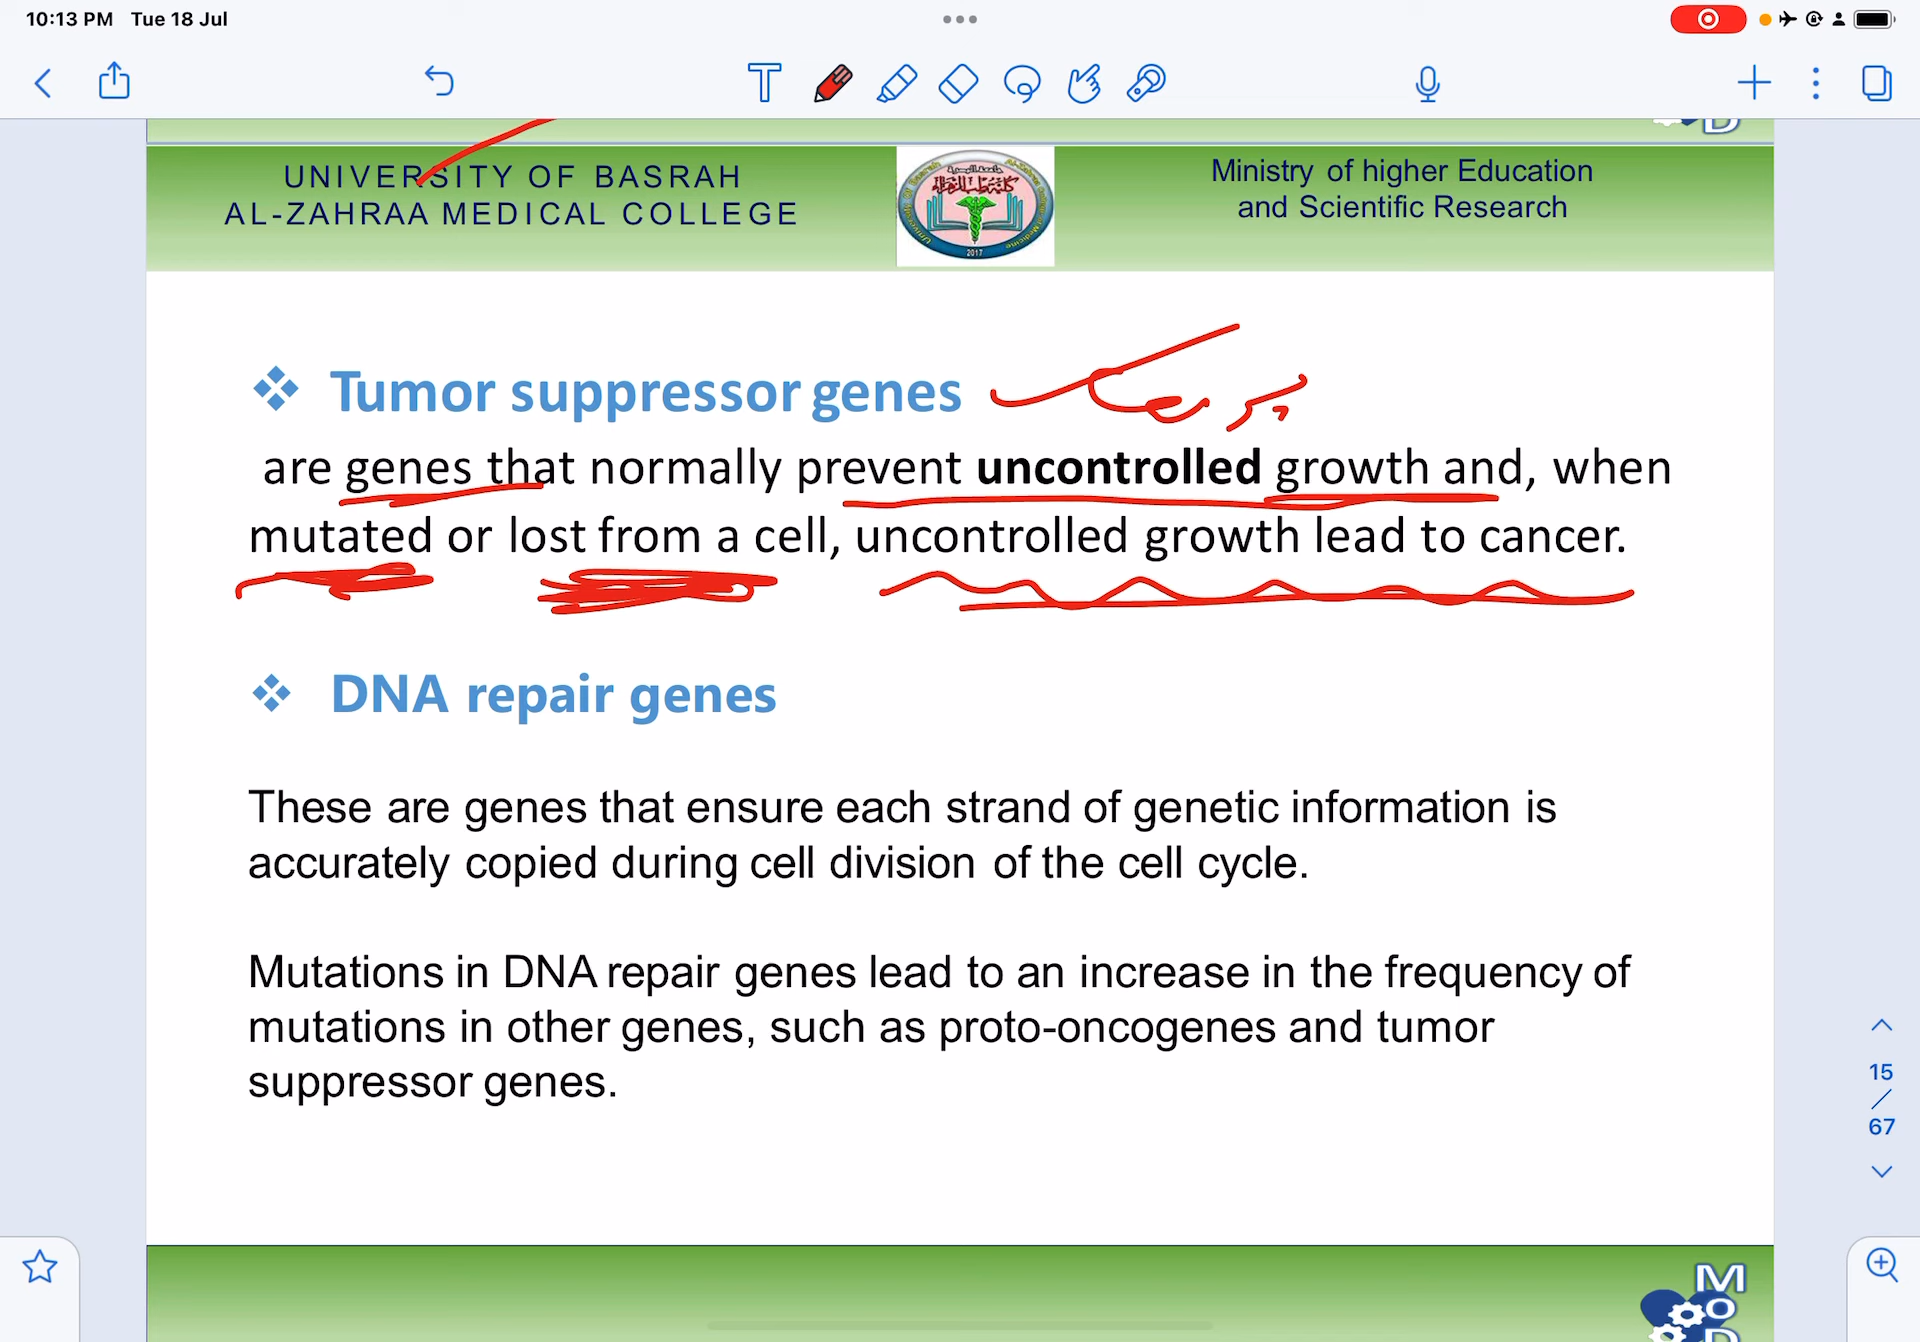 10:13 PM Tue 18 Jul
UNIVERSITY OF BASRAH
AL-ZAHRAA MEDICAL COLLEGE
Ministry of higher Education
and Scientific Research
2017
Tumor suppressor genes
are genes that normally prevent uncontrolled growth and, when
mutated or lost from a cell, uncontrolled growth lead to cancer.
DNA repair genes
These are genes that ensure each strand of genetic information is
accurately copied during cell division of the cell cycle.
Mutations in DNA repair genes lead to an increase in the frequency of
mutations in other genes, such as proto-oncogenes and tumor
suppressor genes.
15
/
67
M
O
D